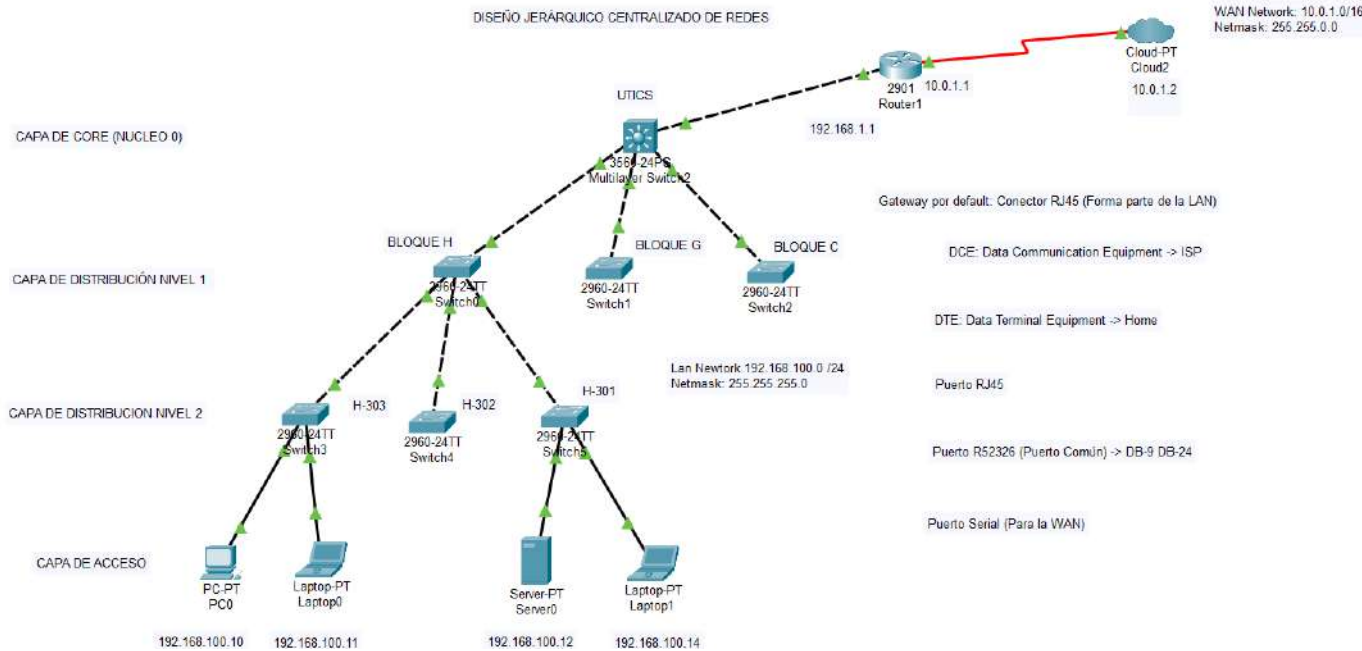 DISEÑO JERÁRQUICO CENTRALIZADO DE REDES
WAN Network: 10.0.1.0/16
Netmask: 255.255.0.0
Cloud-PT
Cloud2
10.0.1.2
2901
Router1
10.0.1.1
192.168.1.1
UTICS
CAPA DE CORE (NUCLEO 0)
3560-24PS
Multilayer Switch2
Gateway por default: Conector RJ45 (Forma parte de la LAN)
BLOQUE H
BLOQUE G
BLOQUE C
DCE: Data Communication Equipment -> ISP
CAPA DE DISTRIBUCIÓN NIVEL 1
2960-24TT
Switch0
2960-24TT
Switch1
2960-24TT
Switch2
DTE: Data Terminal Equipment -> Home
Lan Newtork 192.168 100.0 /24
Netmask: 255.255 255.0
Puerto RJ45
CAPA DE DISTRIBUCION NIVEL 2
H-303
H-302
H-301
2960-24TT
Switch3
2960-24TT
Switch4
2960-24TT
Switch5
Puerto R52326 (Puerto Común) -> DB-9 DB-24
Puerto Serial (Para la WAN)
CAPA DE ACCESO
PC-PT
PC0
Laptop-PT
Laptop0
Server-PT
Server0
Laptop-PT
Laptop1
192.168.100.10
192.168.100.11
192.168.100.12
192.168.100.14